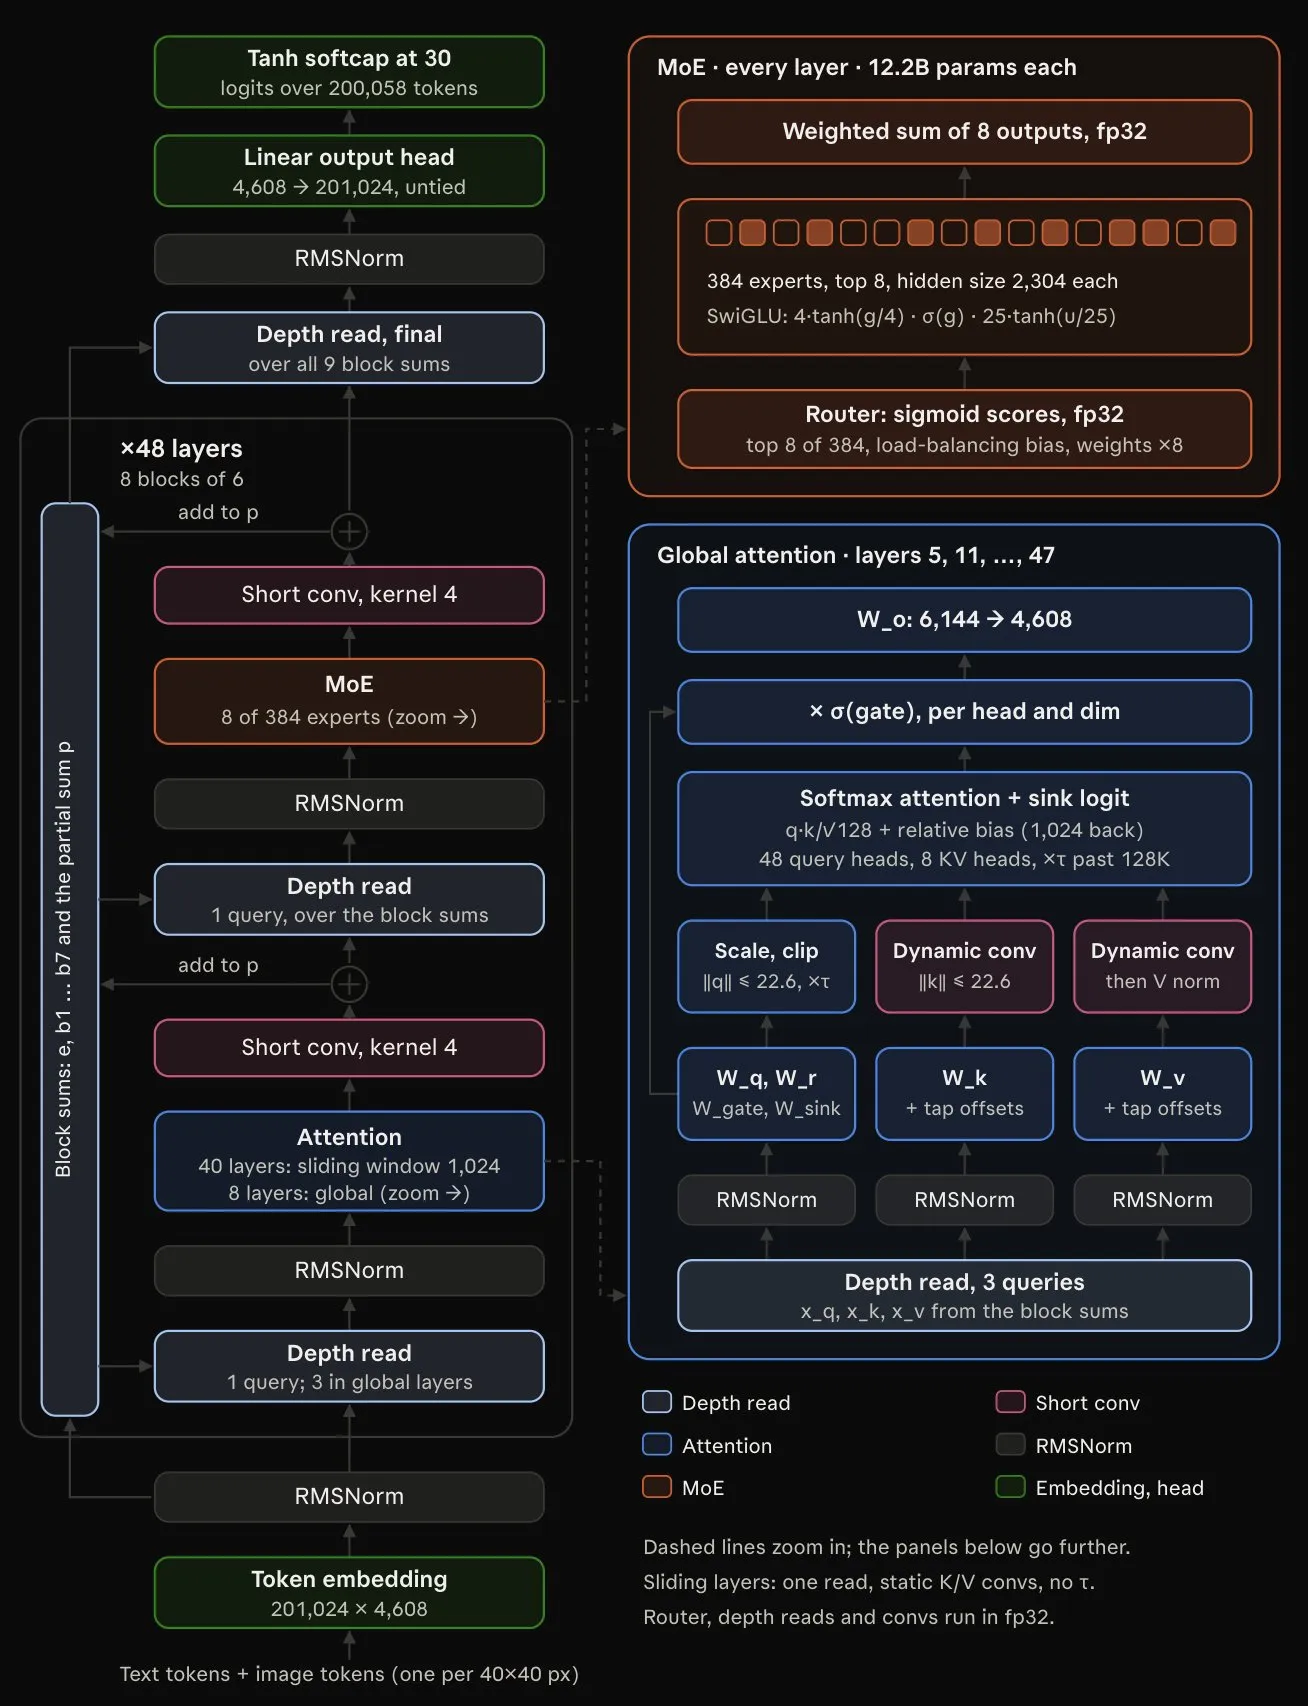 Tanh softcap at 30
logits over 200,058 tokens
Linear output head
4,608 → 201,024, untied
RMSNorm
Depth read, final
over all 9 block sums
×48 layers
8 blocks of 6
add to p
Short conv, kernel 4
MoE
8 of 384 experts (zoom →)
RMSNorm
Depth read
1 query, over the block sums
add to p
Short conv, kernel 4
Attention
40 layers: sliding window 1,024
8 layers: global (zoom →)
RMSNorm
Depth read
1 query; 3 in global layers
Block sums: e, b1 … b7 and the partial sum p
RMSNorm
Token embedding
201,024 × 4,608
Text tokens + image tokens (one per 40×40 px)
MoE · every layer · 12.2B params each
Weighted sum of 8 outputs, fp32
384 experts, top 8, hidden size 2,304 each
SwiGLU: 4·tanh(g/4) · σ(g) · 25·tanh(u/25)
Router: sigmoid scores, fp32
top 8 of 384, load-balancing bias, weights ×8
Global attention · layers 5, 11, …, 47
W_o: 6,144 → 4,608
× σ(gate), per head and dim
Softmax attention + sink logit
q·k/√128 + relative bias (1,024 back)
48 query heads, 8 KV heads, ×τ past 128K
Scale, clip
‖q‖ ≤ 22.6, ×τ
Dynamic conv
‖k‖ ≤ 22.6
Dynamic conv
then V norm
W_q, W_r
W_gate, W_sink
W_k
+ tap offsets
W_v
+ tap offsets
RMSNorm
RMSNorm
RMSNorm
Depth read, 3 queries
x_q, x_k, x_v from the block sums
Depth read
Short conv
Attention
RMSNorm
MoE
Embedding, head
Dashed lines zoom in; the panels below go further.
Sliding layers: one read, static K/V convs, no τ.
Router, depth reads and convs run in fp32.